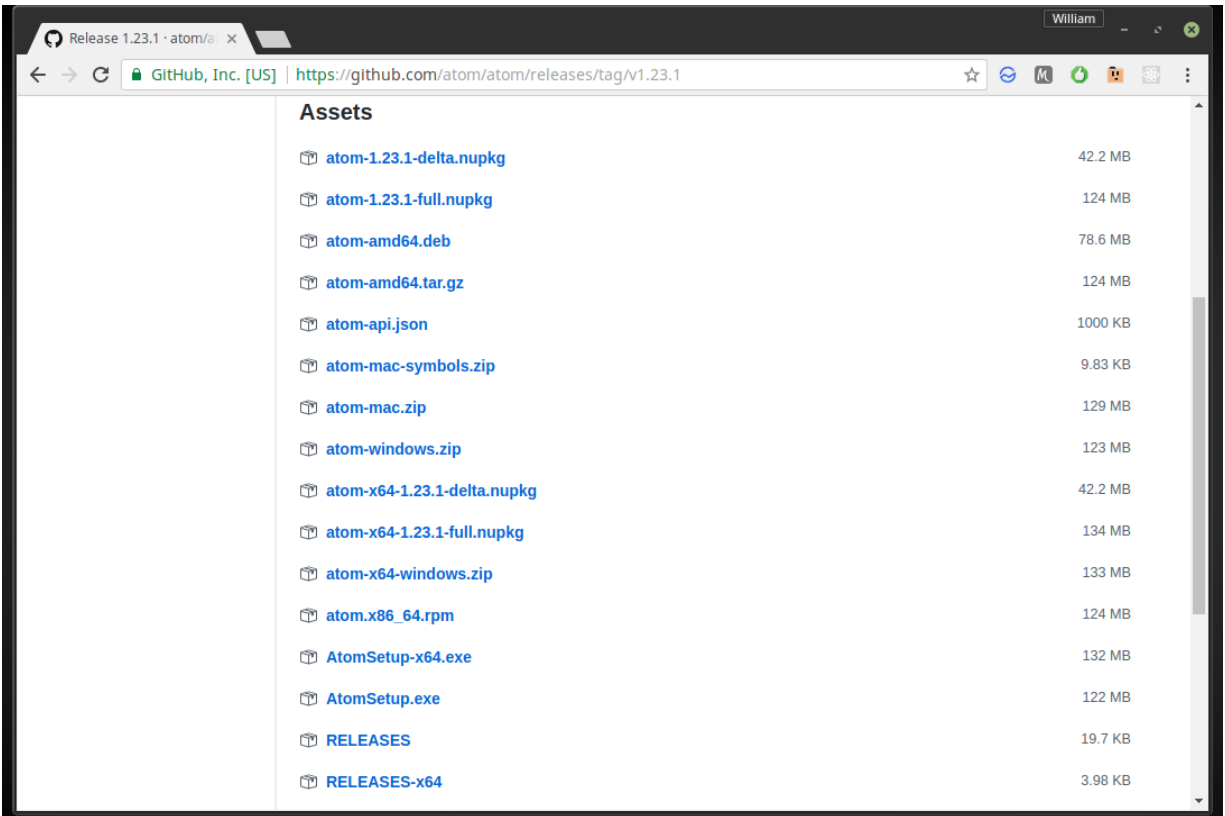 William
Release 1.23.1 · atom/at
GitHub, Inc. [US] https://github.com/atom/atom/releases/tag/v1.23.1
Assets
atom-1.23.1-delta.nupkg 42.2 MB
atom-1.23.1-full.nupkg 124 MB
atom-amd64.deb 78.6 MB
atom-amd64.tar.gz 124 MB
atom-api.json 1000 KB
atom-mac-symbols.zip 9.83 KB
atom-mac.zip 129 MB
atom-windows.zip 123 MB
atom-x64-1.23.1-delta.nupkg 42.2 MB
atom-x64-1.23.1-full.nupkg 134 MB
atom-x64-windows.zip 133 MB
atom.x86_64.rpm 124 MB
AtomSetup-x64.exe 132 MB
AtomSetup.exe 122 MB
RELEASES 19.7 KB
RELEASES-x64 3.98 KB